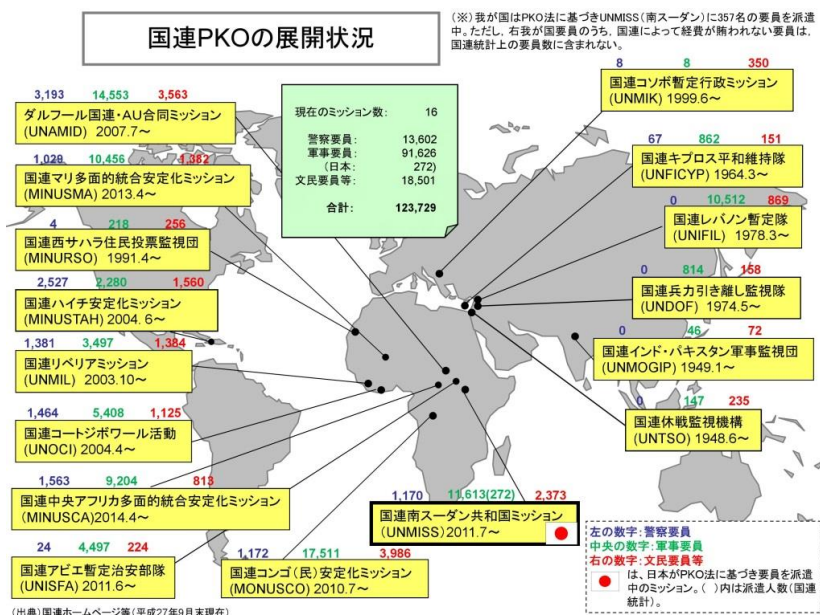 国連PKOの展開状況
(※)我が国はPKO法に基づきUNMISS(南スーダン)に357名の要員を派遣
中。ただし、右我が国要員のうち、国連によって経費が賄われない要員は、
国連統計上の要員数に含まれない。
3,193 14,553 3,563
ダルフール国連・AU合同ミッション
(UNAMID) 2007.7~
1,028 10,456 1,382
国連マリ多面的統合安定化ミッション
(MINUSMA) 2013.4~
4 218 256
国連西サハラ住民投票監視団
(MINURSO) 1991.4~
2,527 2,280 1,560
国連ハイチ安定化ミッション
(MINUSTAH) 2004.6~
1,381 3,497 1,384
国連リベリアミッション
(UNMIL) 2003.10~
1,464 5,408 1,125
国連コートジボワール活動
(UNOCI) 2004.4~
1,563 9,204 813
国連中央アフリカ多面的統合安定化ミッション
(MINUSCA)2014.4~
24 4,497 224
国連アビエ暫定治安部隊
(UNISFA) 2011.6~
1,172 17,511 3,986
国連コンゴ(民)安定化ミッション
(MONUSCO) 2010.7~
現在のミッション数: 16
警察要員: 13,602
軍事要員: 91,626
(日本: 272)
文民要員等: 18,501
合計: 123,729
8 8 350
国連コソボ暫定行政ミッション
(UNMIK) 1999.6~
67 862 151
国連キプロス平和維持隊
(UNFICYP) 1964.3~
0 10,512 869
国連レバノン暫定隊
(UNIFIL) 1978.3~
0 814 158
国連兵力引き離し監視隊
(UNDOF) 1974.5~
0 46 72
国連インド・パキスタン軍事監視団
(UNMOGIP) 1949.1~
0 147 235
国連休戦監視機構
(UNTSO) 1948.6~
1,170 11,613(272) 2,373
国連南スーダン共和国ミッション
(UNMISS)2011.7~
左の数字:警察要員
中央の数字:軍事要員
右の数字:文民要員等
は、日本がPKO法に基づき要員を派遣
中のミッション。( )内は派遣人数(国連
統計)。
(出典)国連ホームページ等(平成27年9月末現在)